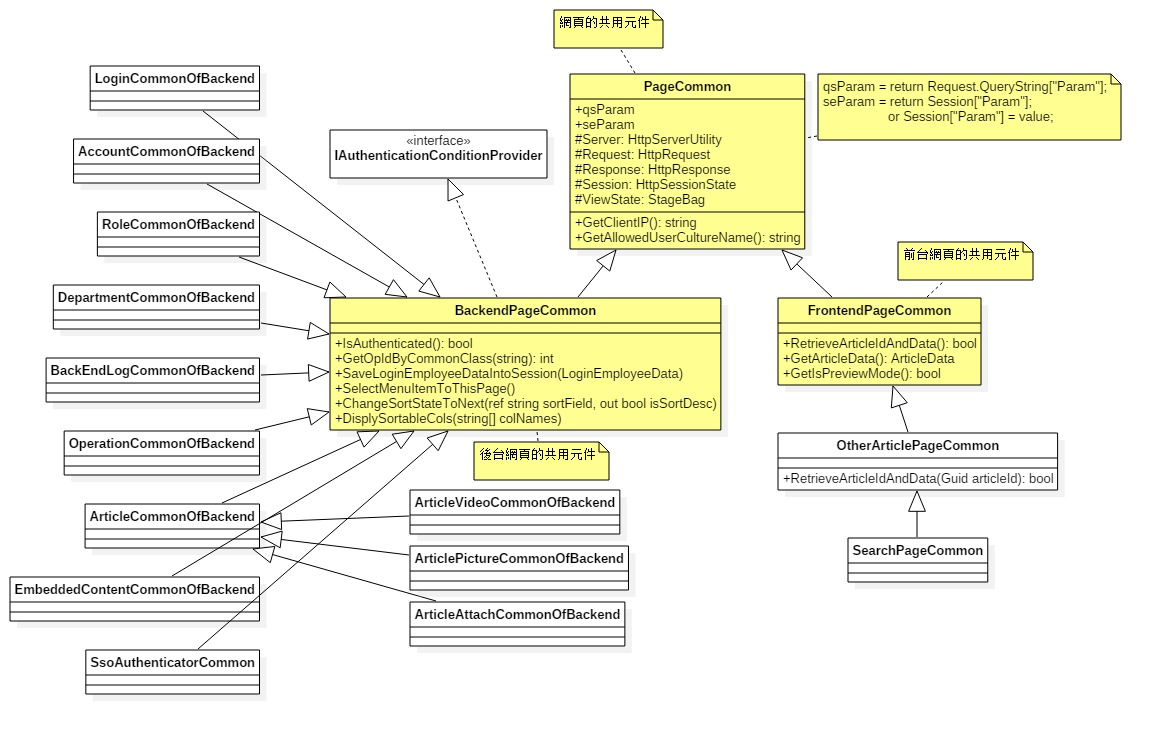 網頁的共用元件
PageCommon
+qsParam
+seParam
#Server: HttpServerUtility
#Request: HttpRequest
#Response: HttpResponse
#Session: HttpSessionState
#ViewState: StageBag
+GetClientIP(): string
+GetAllowedUserCultureName(): string
qsParam = return Request.QueryString["Param"];
seParam = return Session["Param"];
or Session["Param"] = value;
«interface»
IAuthenticationConditionProvider
LoginCommonOfBackend
AccountCommonOfBackend
RoleCommonOfBackend
DepartmentCommonOfBackend
BackEndLogCommonOfBackend
OperationCommonOfBackend
ArticleCommonOfBackend
EmbeddedContentCommonOfBackend
SsoAuthenticatorCommon
BackendPageCommon
+IsAuthenticated(): bool
+GetOpIdByCommonClass(string): int
+SaveLoginEmployeeDataIntoSession(LoginEmployeeData)
+SelectMenuItemToThisPage()
+ChangeSortStateToNext(ref string sortField, out bool isSortDesc)
+DisplySortableCols(string[] colNames)
後台網頁的共用元件
ArticleVideoCommonOfBackend
ArticlePictureCommonOfBackend
ArticleAttachCommonOfBackend
前台網頁的共用元件
FrontendPageCommon
+RetrieveArticleIdAndData(): bool
+GetArticleData(): ArticleData
+GetIsPreviewMode(): bool
OtherArticlePageCommon
+RetrieveArticleIdAndData(Guid articleId): bool
SearchPageCommon